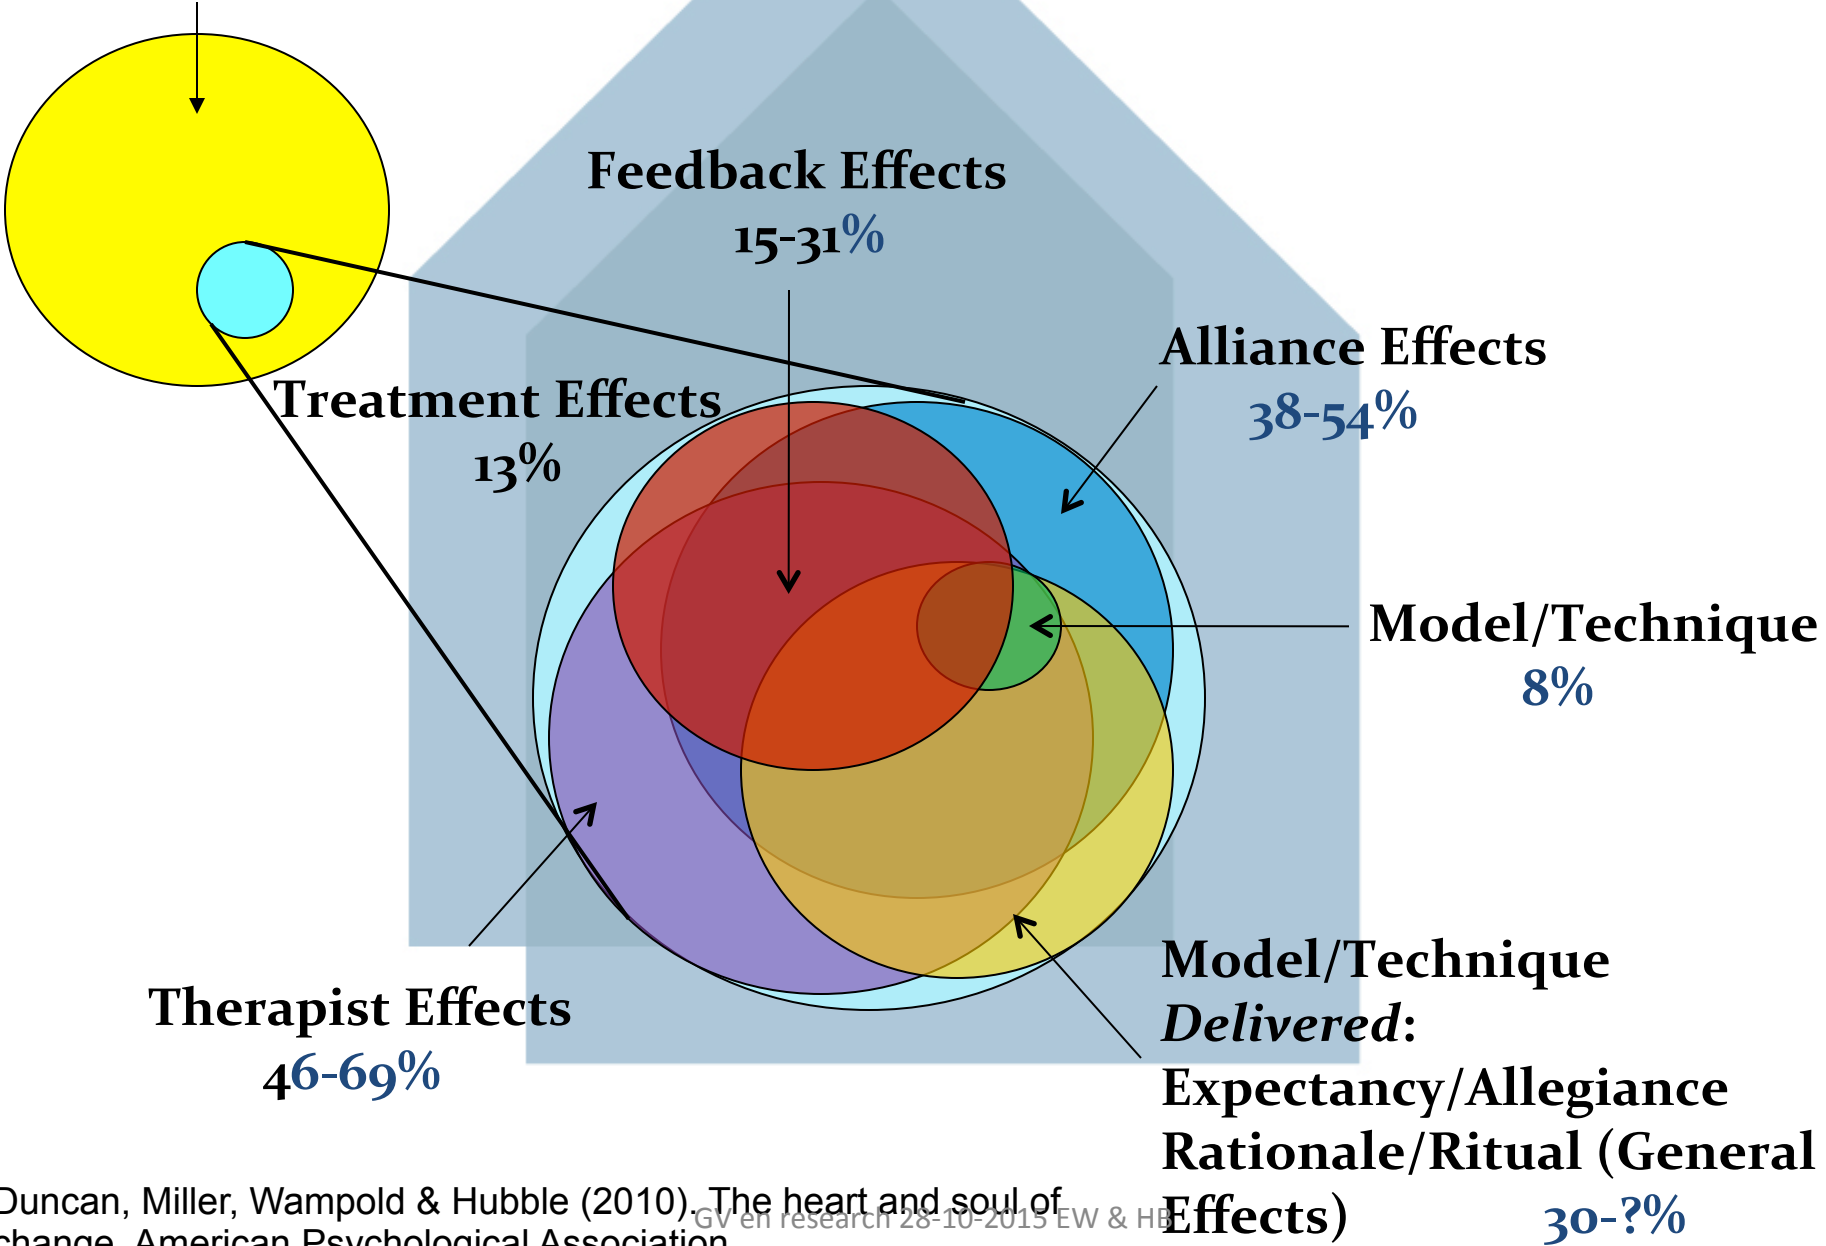 Feedback Effects
15-31%
Alliance Effects
38-54%
Treatment Effects
13%
Model/Technique
8%
Therapist Effects
46-69%
Model/Technique
Delivered:
Expectancy/Allegiance
Rationale/Ritual (General
Effects) 30-?%
Duncan, Miller, Wampold & Hubble (2010). The heart and soul of
change. American Psychological Association
GV en research 28-10-2015 EW & HB